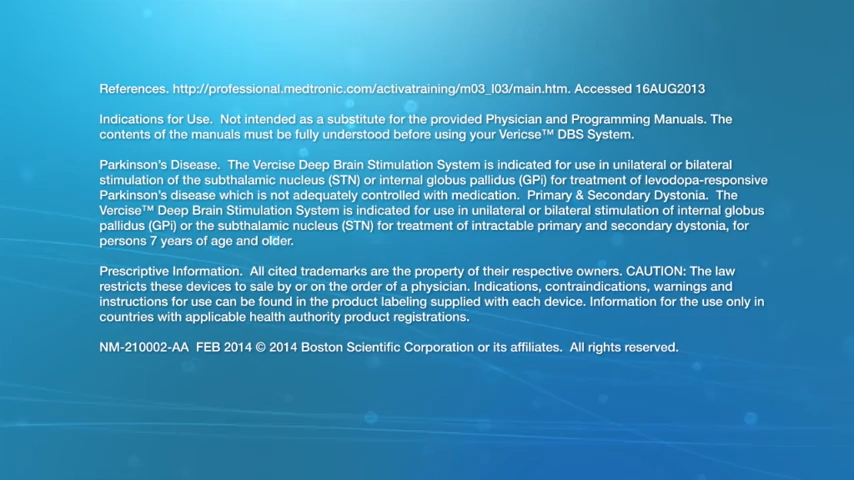 References. http://professional.medtronic.com/activatraining/m03_l03/main.htm. Accessed 16AUG2013
Indications for Use. Not intended as a substitute for the provided Physician and Programming Manuals. The
contents of the manuals must be fully understood before using your Vericse™ DBS System.
Parkinson's Disease. The Vercise Deep Brain Stimulation System is indicated for use in unilateral or bilateral
stimulation of the subthalamic nucleus (STN) or internal globus pallidus (GPi) for treatment of levodopa-responsive
Parkinson's disease which is not adequately controlled with medication. Primary & Secondary Dystonia. The
Vercise™ Deep Brain Stimulation System is indicated for use in unilateral or bilateral stimulation of internal globus
pallidus (GPi) or the subthalamic nucleus (STN) for treatment of intractable primary and secondary dystonia, for
persons 7 years of age and older.
Prescriptive Information. All cited trademarks are the property of their respective owners. CAUTION: The law
restricts these devices to sale by or on the order of a physician. Indications, contraindications, warnings and
instructions for use can be found in the product labeling supplied with each device. Information for the use only in
countries with applicable health authority product registrations.
NM-210002-AA FEB 2014 © 2014 Boston Scientific Corporation or its affiliates. All rights reserved.